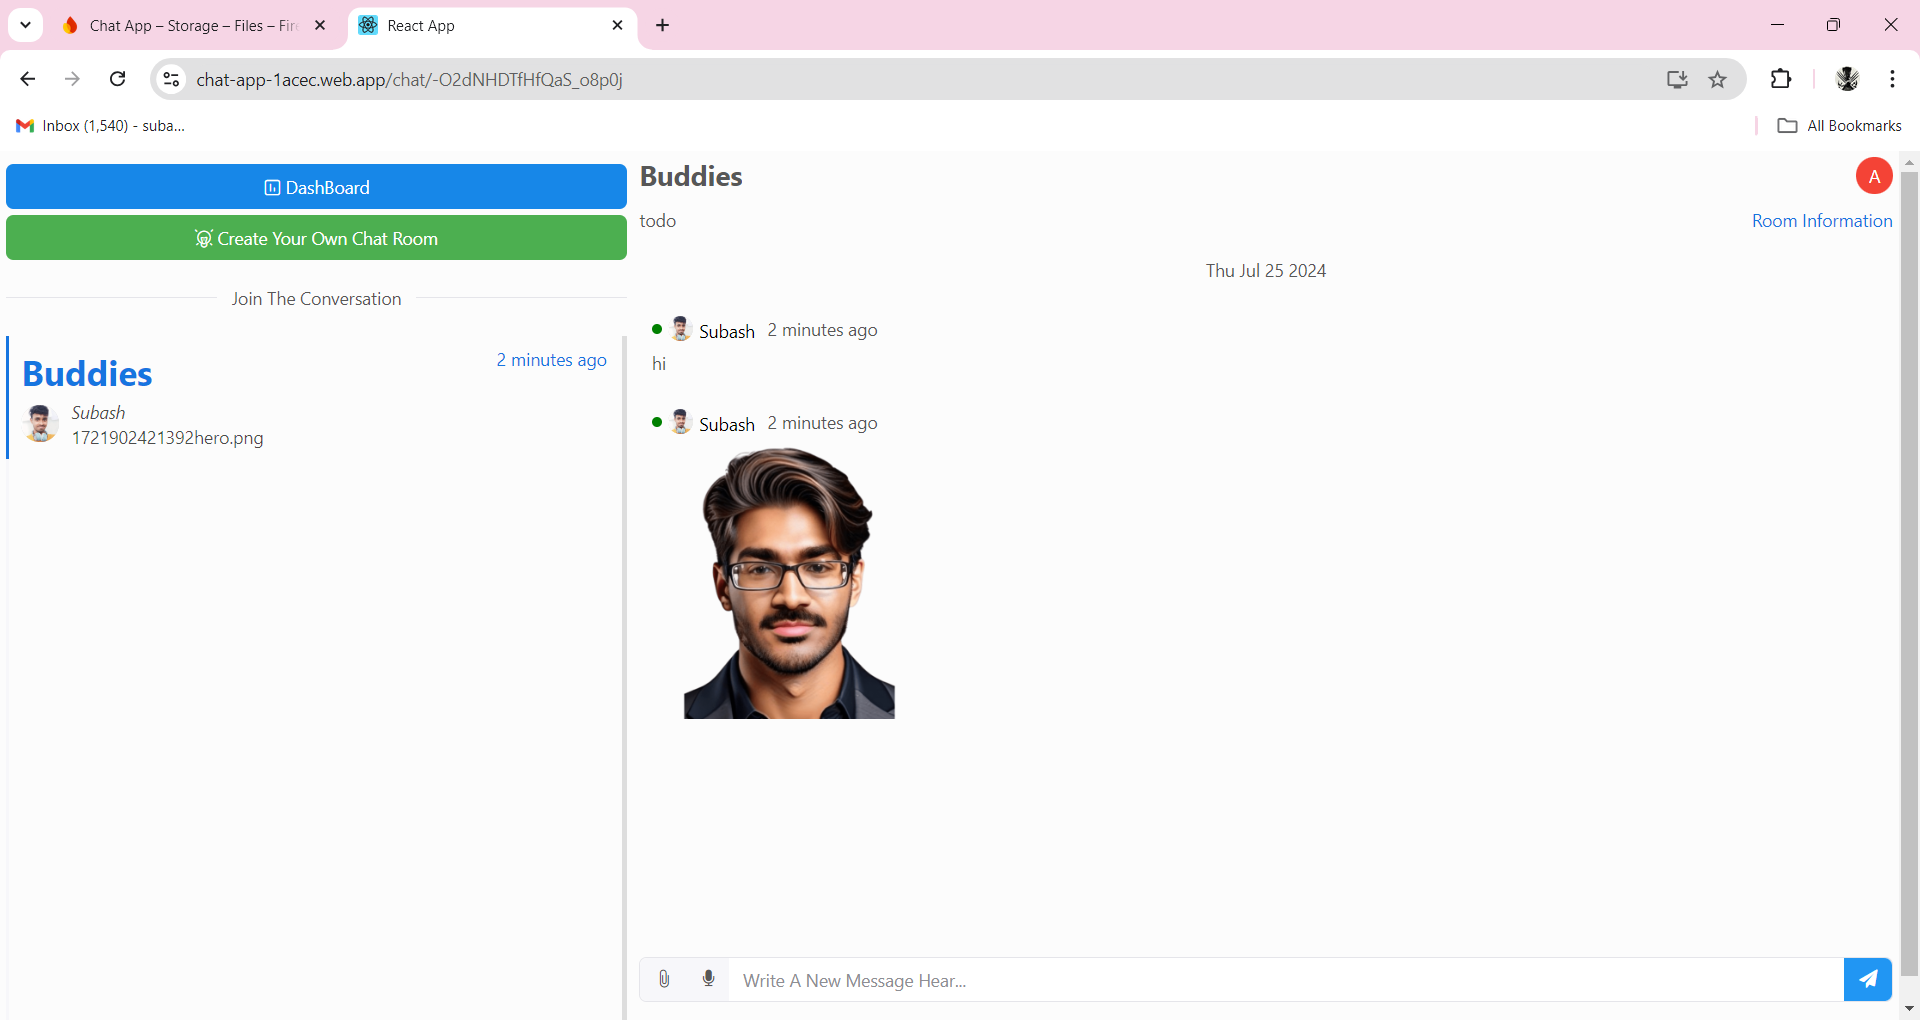 Chat App – Storage – Files – Fir
React App
chat-app-1acec.web.app/chat/-O2dNHDTfHfQaS_o8p0j
Inbox (1,540) - suba...
All Bookmarks
DashBoard
Create Your Own Chat Room
Join The Conversation
Buddies
2 minutes ago
Subash
1721902421392hero.png
Buddies
A
todo
Room Information
Thu Jul 25 2024
Subash 2 minutes ago
hi
Subash 2 minutes ago
Write A New Message Hear...